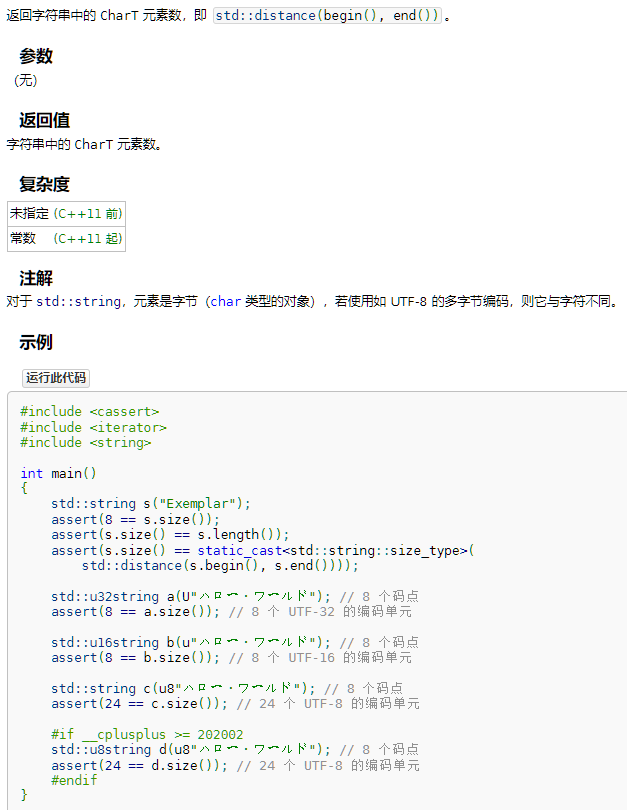 返回字符串中的 CharT 元素数，即 std::distance(begin(), end()) 。
参数
(无)
返回值
字符串中的 CharT 元素数。
复杂度
未指定 (C++11 前)
常数 (C++11 起)
注解
对于 std::string，元素是字节（char 类型的对象），若使用如 UTF-8 的多字节编码，则它与字符不同。
示例
运行此代码
#include <cassert>
#include <iterator>
#include <string>
int main()
{
    std::string s("Exemplar");
    assert(8 == s.size());
    assert(s.size() == s.length());
    assert(s.size() == static_cast<std::string::size_type>(
        std::distance(s.begin(), s.end())));
    std::u32string a(U"ハロー・ワールド"); // 8 个码点
    assert(8 == a.size()); // 8 个 UTF-32 的编码单元
    std::u16string b(u"ハロー・ワールド"); // 8 个码点
    assert(8 == b.size()); // 8 个 UTF-16 的编码单元
    std::string c(u8"ハロー・ワールド"); // 8 个码点
    assert(24 == c.size()); // 24 个 UTF-8 的编码单元
    #if __cplusplus >= 202002
    std::u8string d(u8"ハロー・ワールド"); // 8 个码点
    assert(24 == d.size()); // 24 个 UTF-8 的编码单元
    #endif
}